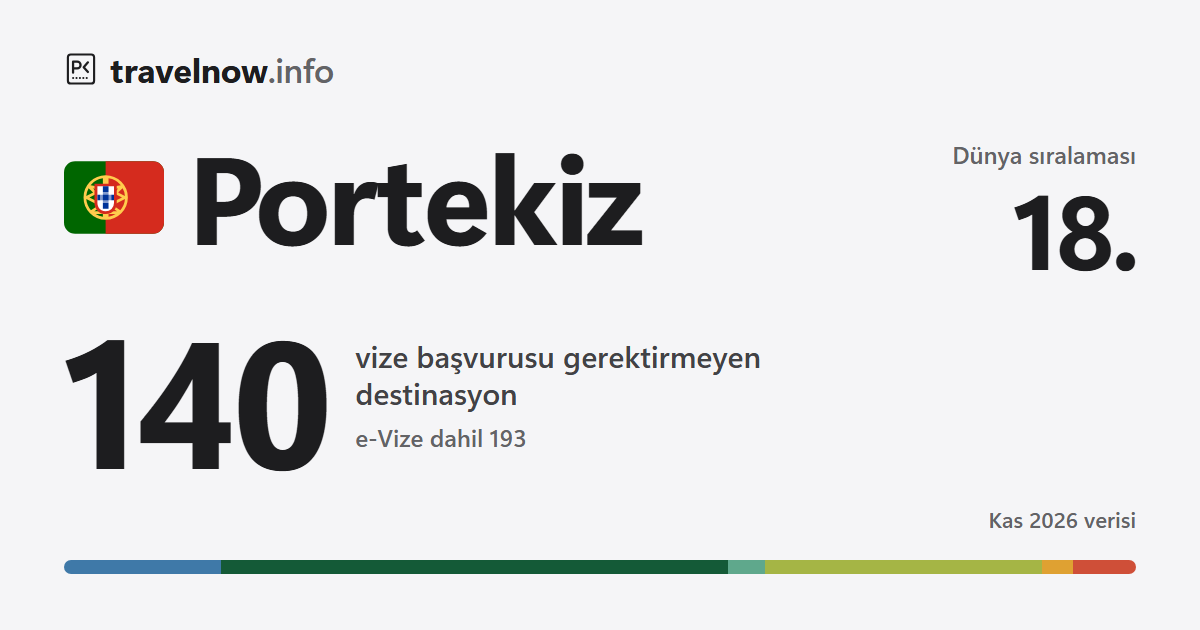 travelnow.info
Portekiz
Dünya sıralaması
18.
140
vize başvurusu gerektirmeyen
destinasyon
e-Vize dahil 193
Kas 2026 verisi